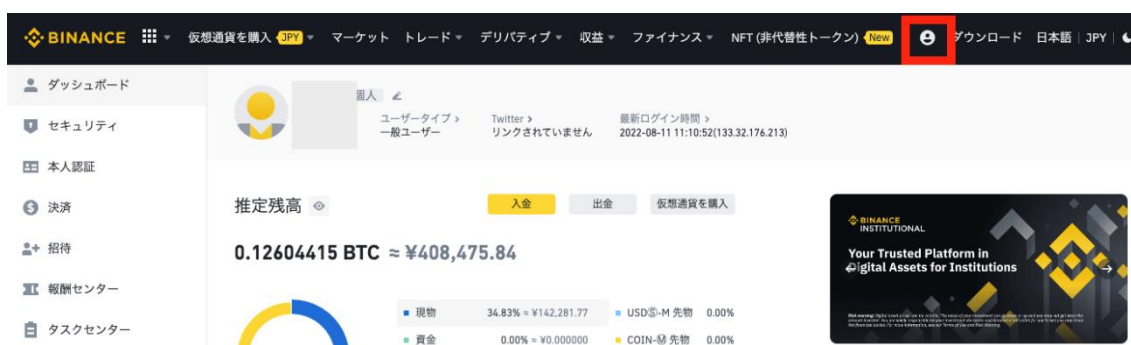 BINANCE 仮想通貨を購入 JPY マーケット トレード デリバティブ 収益 ファイナンス NFT (非代替性トークン) New ダウンロード 日本語 | JPY |
ダッシュボード
セキュリティ
本人認証
決済
招待
報酬センター
タスクセンター
個人
ユーザータイプ >
一般ユーザー
Twitter >
リンクされていません
最新ログイン時間 >
2022-08-11 11:10:52(133.32.176.213)
推定残高
入金 出金 仮想通貨を購入
0.12604415 BTC ≈ ¥408,475.84
現物 34.83% ≈ ¥142,281.77 USDⓈ-M 先物 0.00%
資金 0.00% ≈ ¥0.000000 COIN-Ⓜ 先物 0.00%
BINANCE
INSTITUTIONAL
Your Trusted Platform in
Digital Assets for Institutions